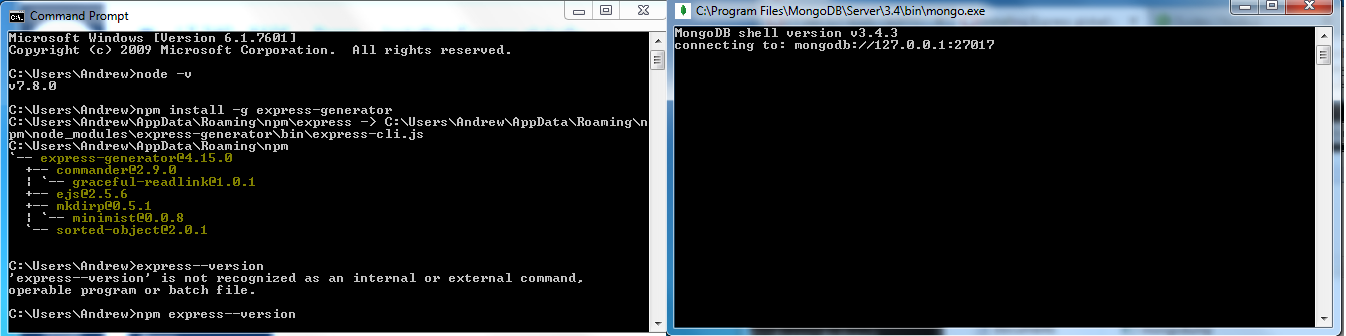 Command Prompt
Microsoft Windows [Version 6.1.7601]
Copyright (c) 2009 Microsoft Corporation.  All rights reserved.
C:\Users\Andrew>node -v
v7.8.0
C:\Users\Andrew>npm install -g express-generator
C:\Users\Andrew\AppData\Roaming\npm\express -> C:\Users\Andrew\AppData\Roaming\n
pm\node_modules\express-generator\bin\express-cli.js
C:\Users\Andrew\AppData\Roaming\npm
`-- express-generator@4.15.0
  +-- commander@2.9.0
  ¦ `-- graceful-readlink@1.0.1
  +-- ejs@2.5.6
  +-- mkdirp@0.5.1
  ¦ `-- minimist@0.0.8
  `-- sorted-object@2.0.1
C:\Users\Andrew>express--version
'express--version' is not recognized as an internal or external command,
operable program or batch file.
C:\Users\Andrew>npm express--version
C:\Program Files\MongoDB\Server\3.4\bin\mongo.exe
MongoDB shell version v3.4.3
connecting to: mongodb://127.0.0.1:27017